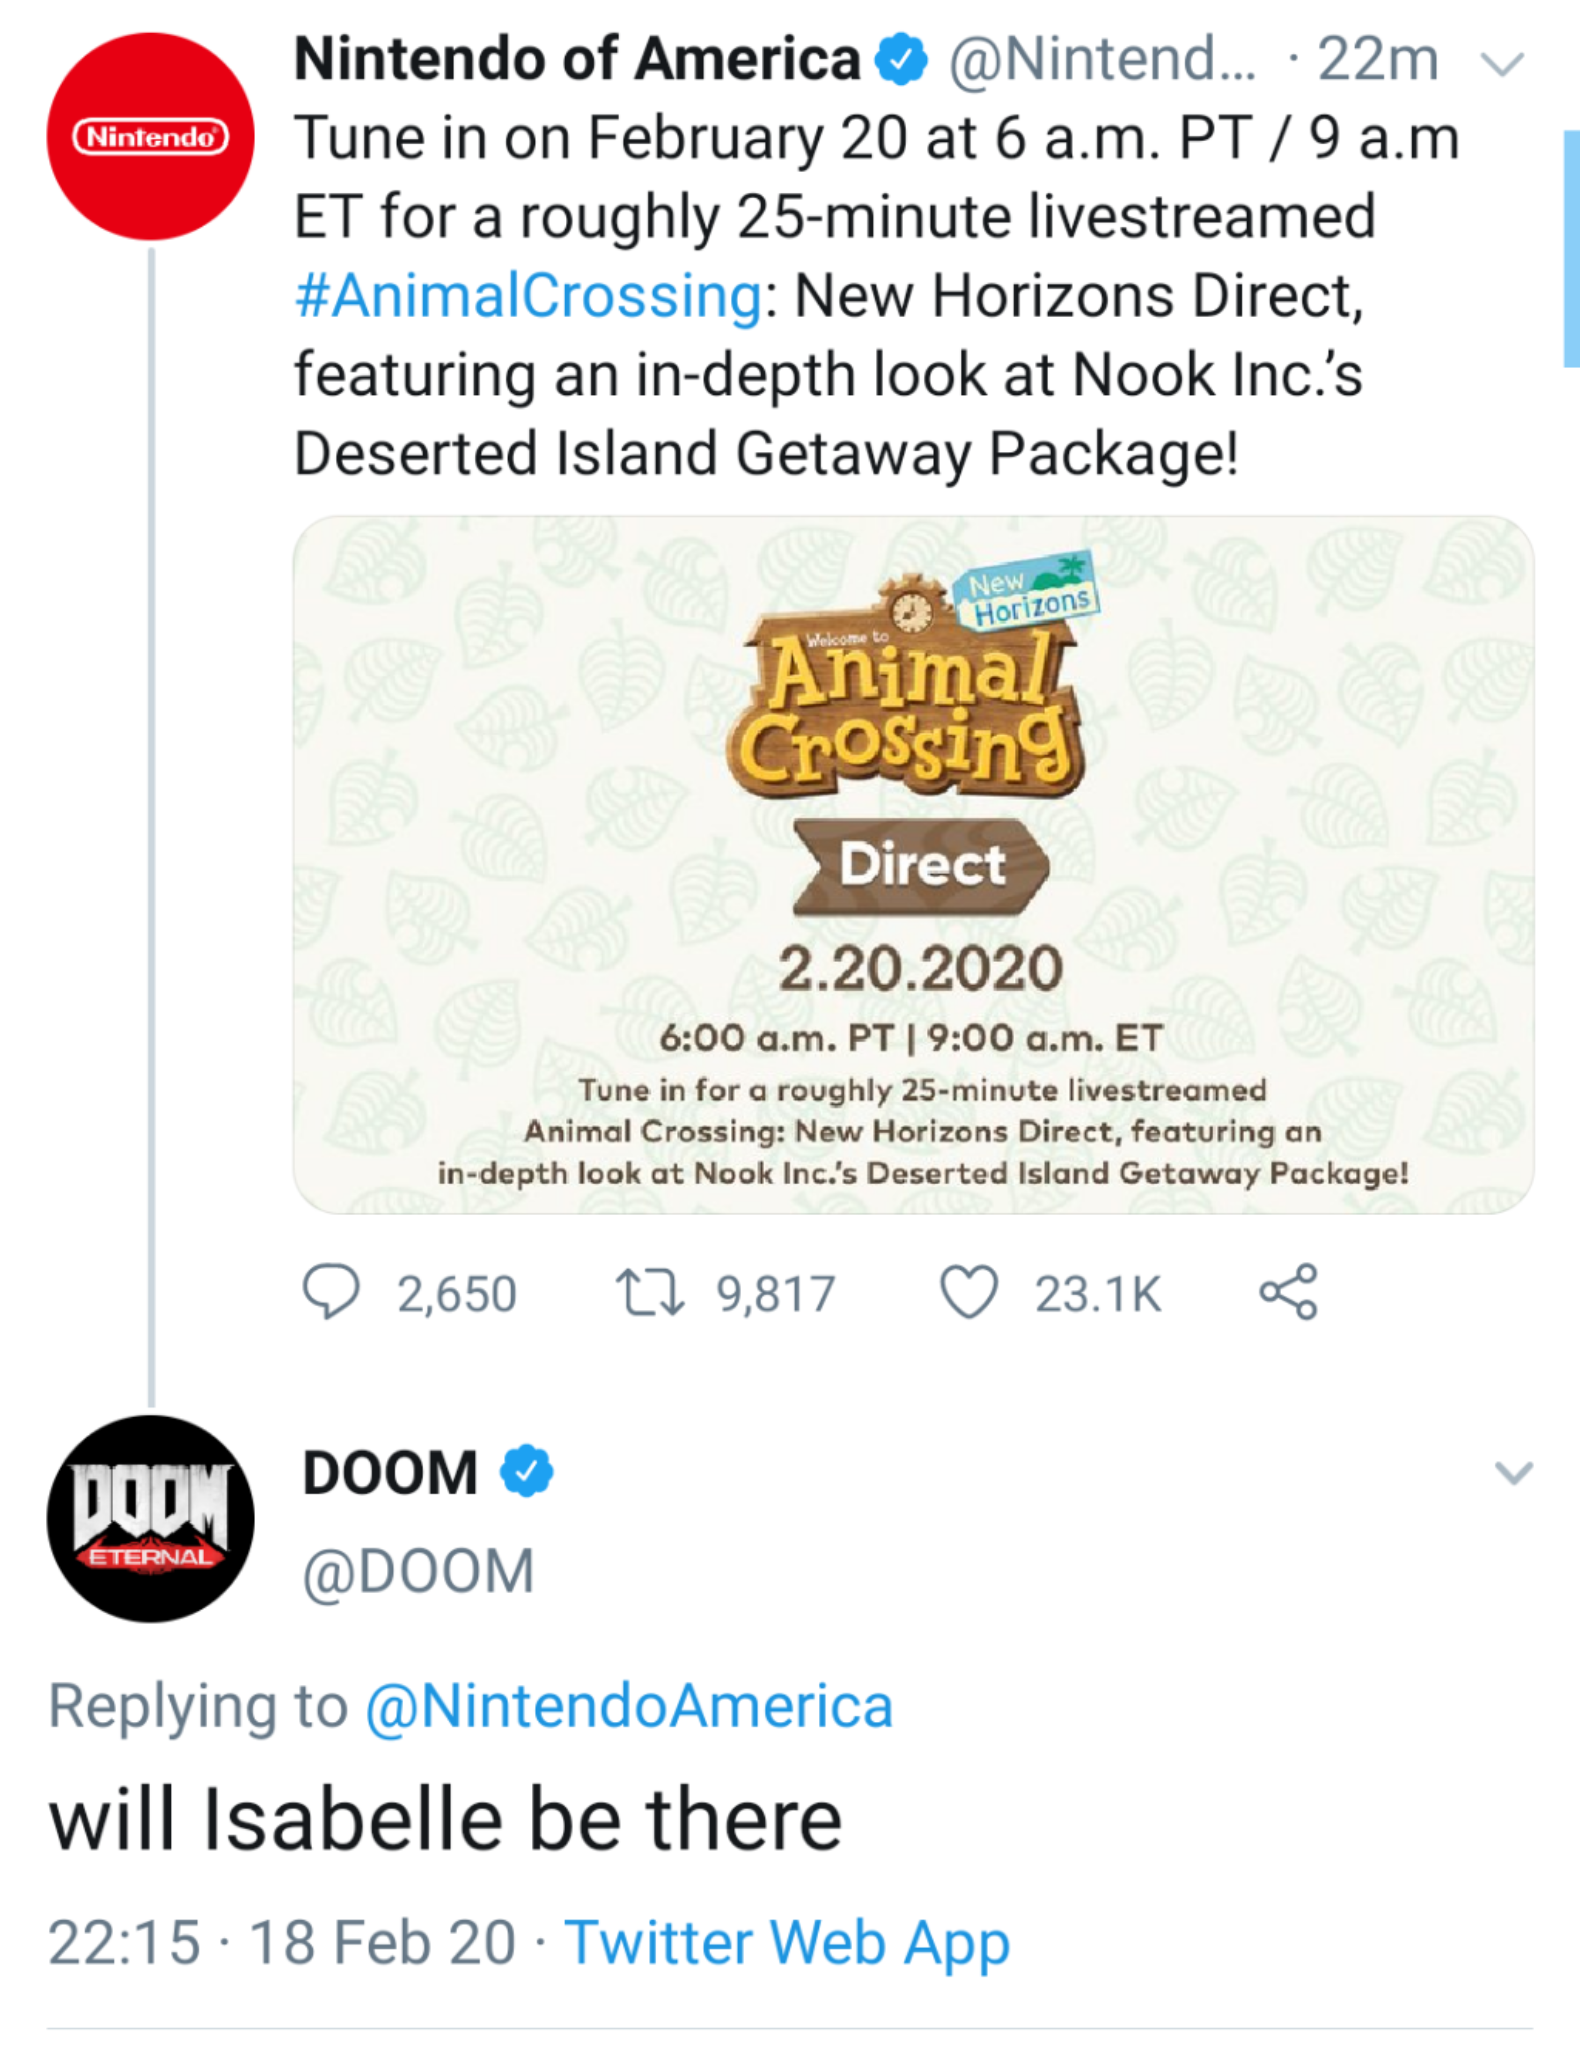 Nintendo
Nintendo of America @Nintend... · 22m
Tune in on February 20 at 6 a.m. PT / 9 a.m
ET for a roughly 25-minute livestreamed
#AnimalCrossing: New Horizons Direct,
featuring an in-depth look at Nook Inc.’s
Deserted Island Getaway Package!
New
Horizons
Welcome to
Animal
Crossing
Direct
2.20.2020
6:00 a.m. PT | 9:00 a.m. ET
Tune in for a roughly 25-minute livestreamed
Animal Crossing: New Horizons Direct, featuring an
in-depth look at Nook Inc.’s Deserted Island Getaway Package!
2,650 9,817 23.1K
DOOM
ETERNAL
DOOM
@DOOM
Replying to @NintendoAmerica
will Isabelle be there
22:15 · 18 Feb 20 · Twitter Web App